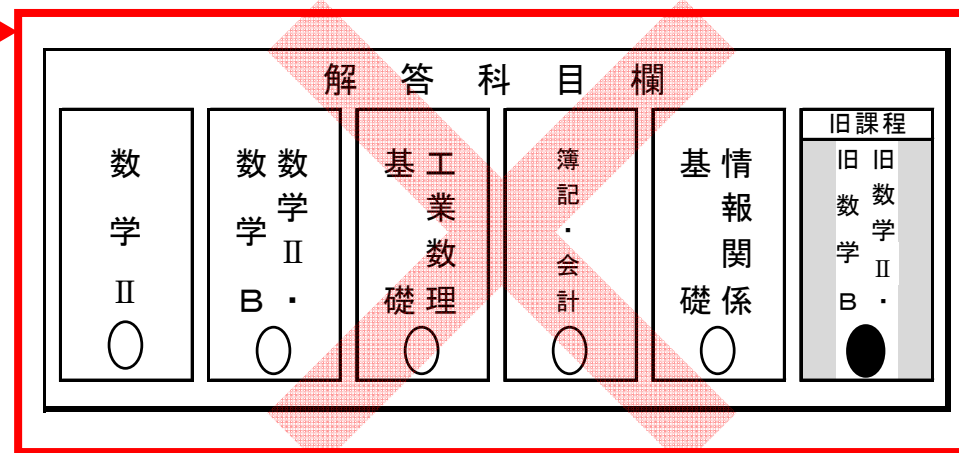 解答科目欄
数学Ⅱ
数学Ⅱ・
数学B
工業数理
基礎
簿記・会計
情報関係
基礎
旧課程
旧数学Ⅱ・
旧数学B